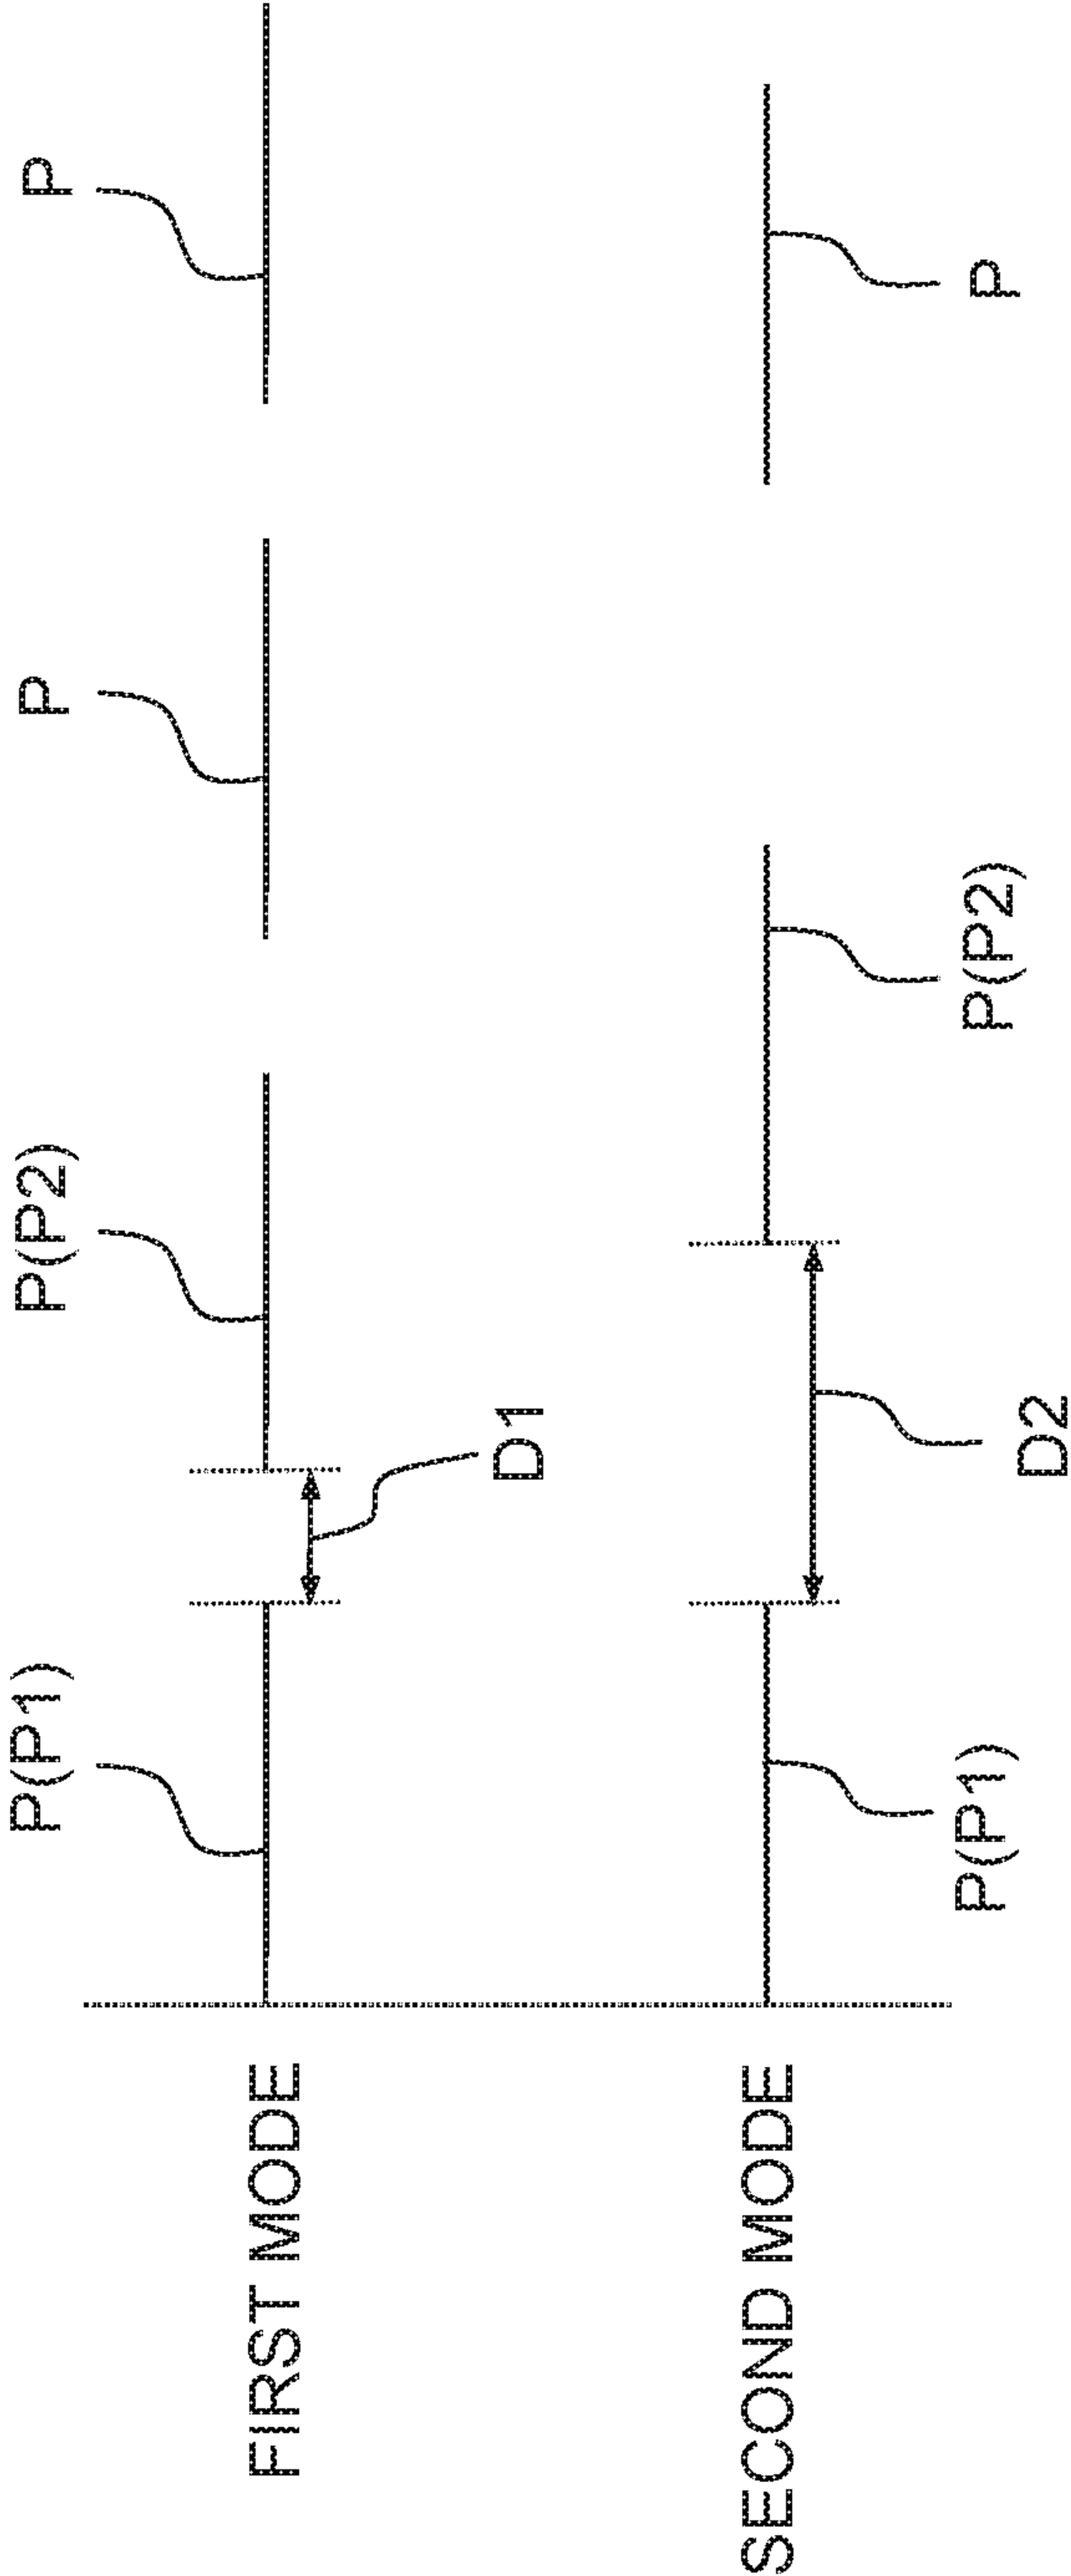 P(P1)
P(P2)
P
P
FIRST MODE
D1
SECOND MODE
D2
P(P1)
P(P2)
P